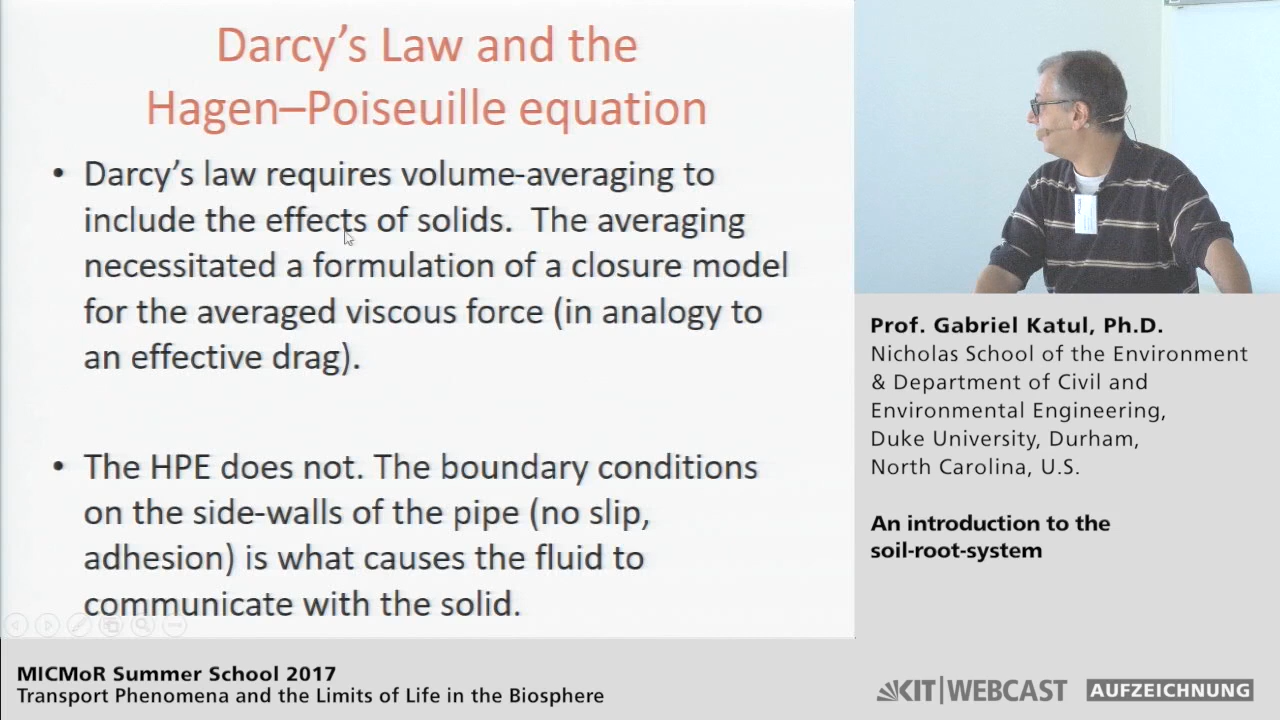 Darcy's Law and the
Hagen–Poiseuille equation
• Darcy's law requires volume-averaging to
include the effects of solids. The averaging
necessitated a formulation of a closure model
for the averaged viscous force (in analogy to
an effective drag).
• The HPE does not. The boundary conditions
on the side-walls of the pipe (no slip,
adhesion) is what causes the fluid to
communicate with the solid.
Prof. Gabriel Katul, Ph.D.
Nicholas School of the Environment
& Department of Civil and
Environmental Engineering,
Duke University, Durham,
North Carolina, U.S.
An introduction to the
soil-root-system
MICMoR Summer School 2017
Transport Phenomena and the Limits of Life in the Biosphere
KIT|WEBCAST AUFZEICHNUNG